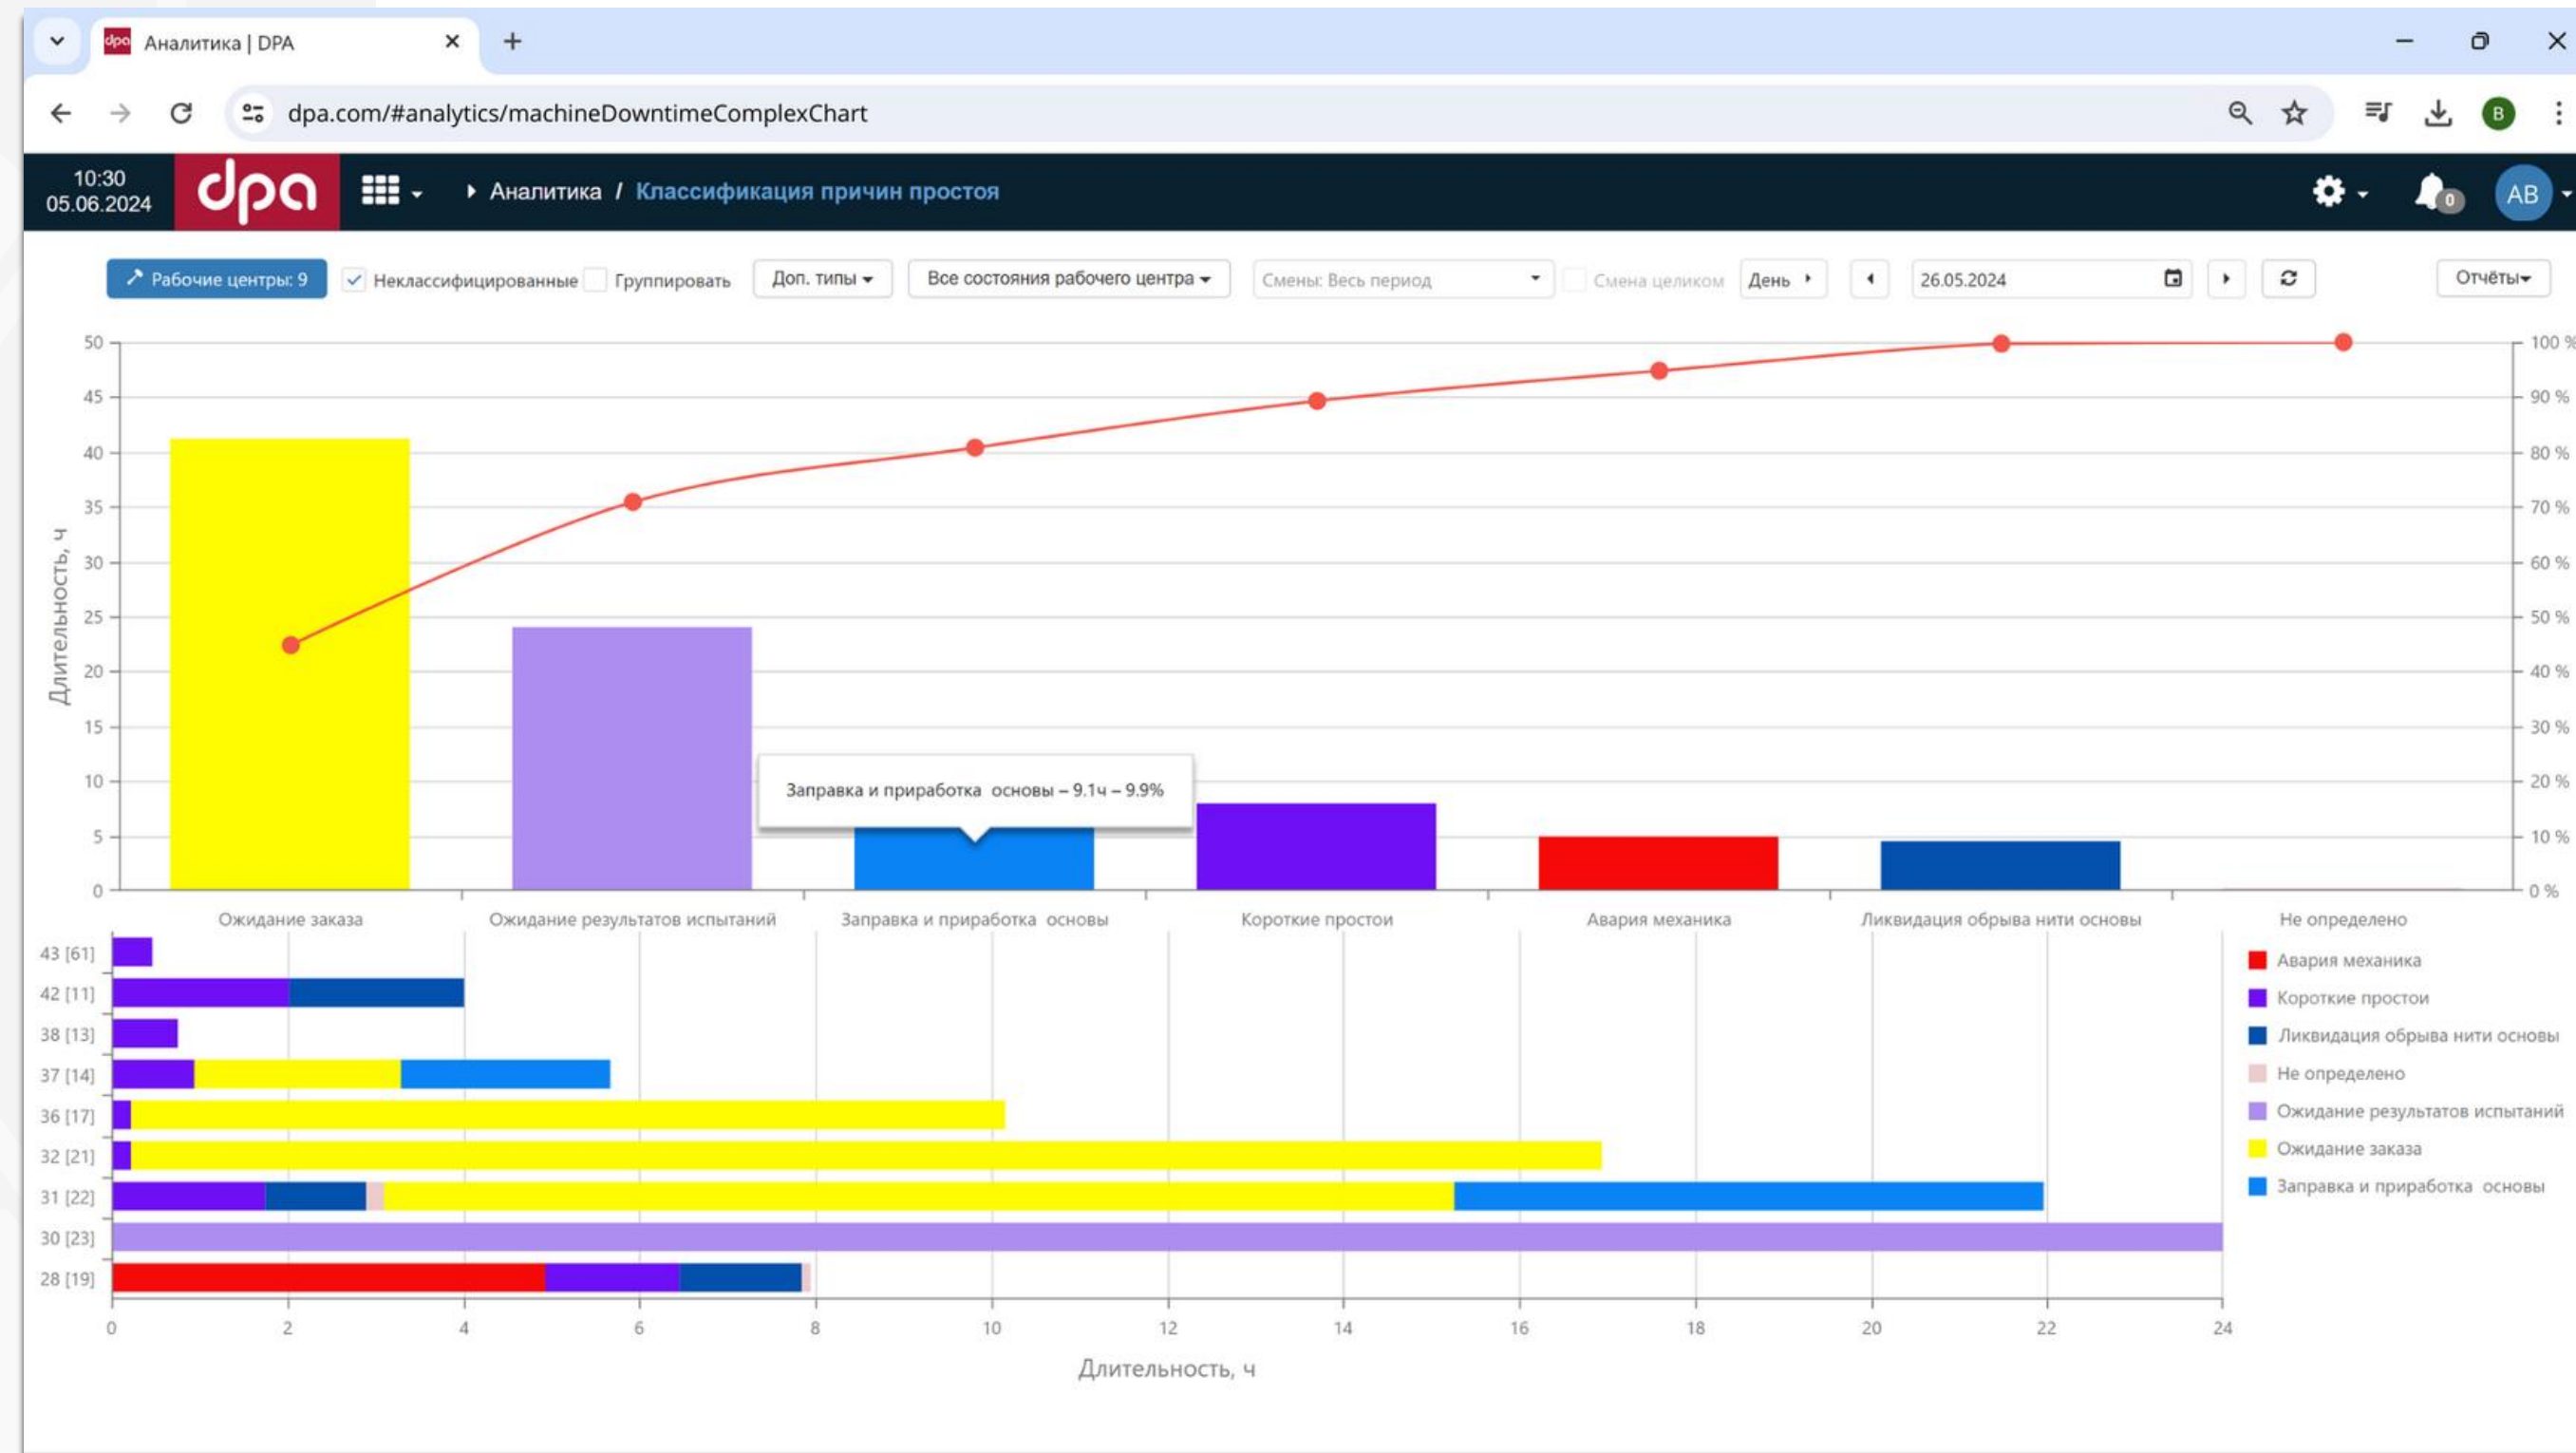 dpa Аналитика | DPA
dpa.com/#analytics/machineDowntimeComplexChart
B
10:30
05.06.2024
dpa
Аналитика / Классификация причин простоя
0
AB
Рабочие центры: 9
Неклассифицированные
Группировать
Доп. типы
Все состояния рабочего центра
Смены: Весь период
Смена целиком
День
26.05.2024
Отчёты
Длительность, ч
50
45
40
35
30
25
20
15
10
5
0
100 %
90 %
80 %
70 %
60 %
50 %
40 %
30 %
20 %
10 %
0 %
Заправка и приработка основы – 9.1ч – 9.9%
Ожидание заказа
Ожидание результатов испытаний
Заправка и приработка основы
Короткие простои
Авария механика
Ликвидация обрыва нити основы
Не определено
43 [61]
42 [11]
38 [13]
37 [14]
36 [17]
32 [21]
31 [22]
30 [23]
28 [19]
0 2 4 6 8 10 12 14 16 18 20 22 24
Длительность, ч
Авария механика
Короткие простои
Ликвидация обрыва нити основы
Не определено
Ожидание результатов испытаний
Ожидание заказа
Заправка и приработка основы